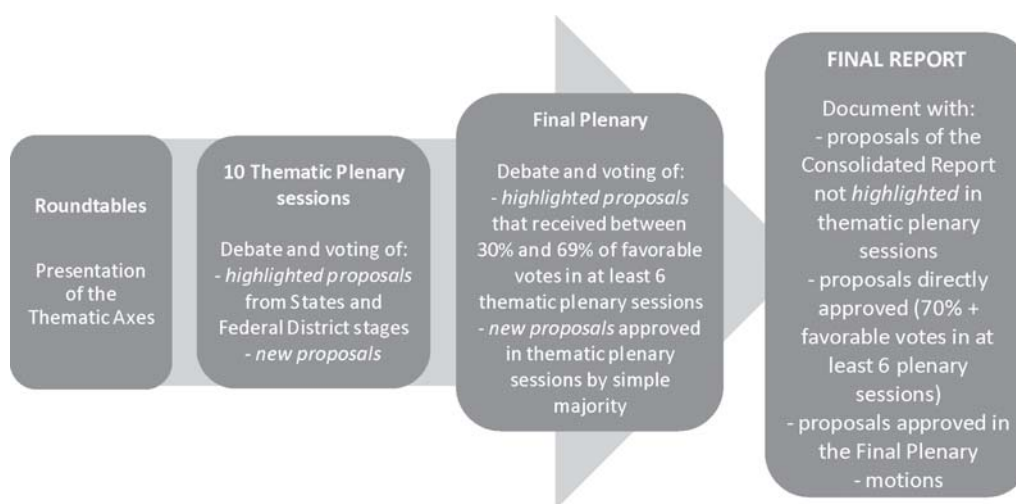 Roundtables
Presentation
of the
Thematic Axes
10 Thematic Plenary
sessions
Debate and voting of:
- highlighted proposals
from States and
Federal District stages
- new proposals
Final Plenary
Debate and voting of:
- highlighted proposals
that received between
30% and 69% of favorable
votes in at least 6
thematic plenary sessions
- new proposals approved
in thematic plenary
sessions by simple
majority
FINAL REPORT
Document with:
- proposals of the
Consolidated Report
not highlighted in
thematic plenary
sessions
- proposals directly
approved (70% +
favorable votes in at
least 6 plenary
sessions)
- proposals approved in
the Final Plenary
- motions